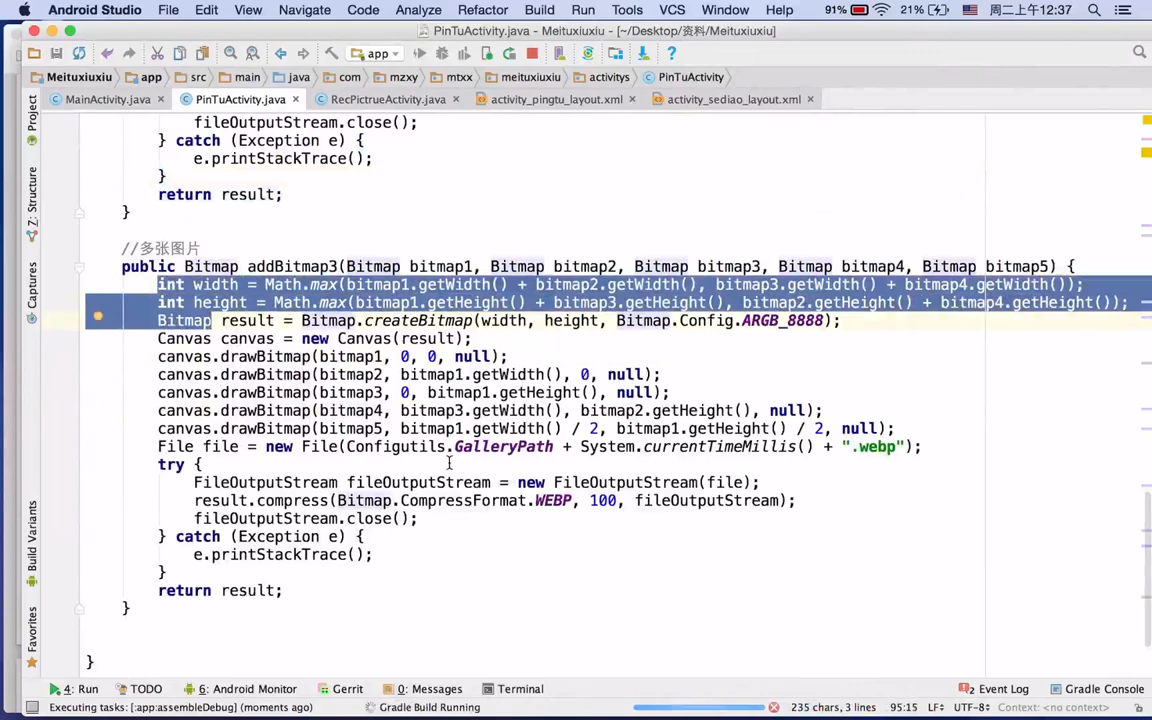 Android Studio File Edit View Navigate Code Analyze Refactor Build Run Tools VCS Window Help 91% 21% 周二上午12:37
PinTuActivity.java - Meituxiuxiu - [~/Desktop/资料/Meituxiuxiu]
app
Meituxiuxiu app src main java com mzxy mtxx meituxiuxiu activitys PinTuActivity
MainActivity.java PinTuActivity.java RecPictrueActivity.java activity_pingtu_layout.xml activity_sediao_layout.xml
Project
Z: Structure
Captures
Build Variants
Favorites
fileOutputStream.close();
} catch (Exception e) {
e.printStackTrace();
}
return result;
}
//多张图片
public Bitmap addBitmap3(Bitmap bitmap1, Bitmap bitmap2, Bitmap bitmap3, Bitmap bitmap4, Bitmap bitmap5) {
int width = Math.max(bitmap1.getWidth() + bitmap2.getWidth(), bitmap3.getWidth() + bitmap4.getWidth());
int height = Math.max(bitmap1.getHeight() + bitmap3.getHeight(), bitmap2.getHeight() + bitmap4.getHeight());
Bitmap result = Bitmap.createBitmap(width, height, Bitmap.Config.ARGB_8888);
Canvas canvas = new Canvas(result);
canvas.drawBitmap(bitmap1, 0, 0, null);
canvas.drawBitmap(bitmap2, bitmap1.getWidth(), 0, null);
canvas.drawBitmap(bitmap3, 0, bitmap1.getHeight(), null);
canvas.drawBitmap(bitmap4, bitmap3.getWidth(), bitmap2.getHeight(), null);
canvas.drawBitmap(bitmap5, bitmap1.getWidth() / 2, bitmap1.getHeight() / 2, null);
File file = new File(Configutils.GalleryPath + System.currentTimeMillis() + ".webp");
try {
FileOutputStream fileOutputStream = new FileOutputStream(file);
result.compress(Bitmap.CompressFormat.WEBP, 100, fileOutputStream);
fileOutputStream.close();
} catch (Exception e) {
e.printStackTrace();
}
return result;
}
}
4: Run TODO 6: Android Monitor Gerrit 0: Messages Terminal 2 Event Log Gradle Console
Executing tasks: [:app:assembleDebug] (moments ago) Gradle Build Running 235 chars, 3 lines 95:15 LF÷ UTF-8÷ Context: <no context>